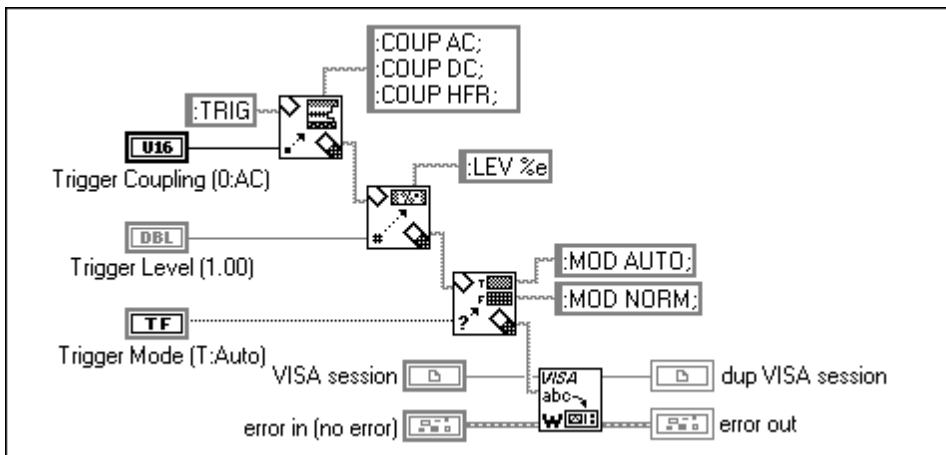 :COUP AC;
:COUP DC;
:COUP HFR;
:TRIG
U16
Trigger Coupling (0:AC)
:LEV %e
%
#
DBL
Trigger Level (1.00)
:MOD AUTO;
T
F
:MOD NORM;
?
TF
Trigger Mode (T:Auto)
VISA session
VISA
abc
W
dup VISA session
error in (no error)
error out